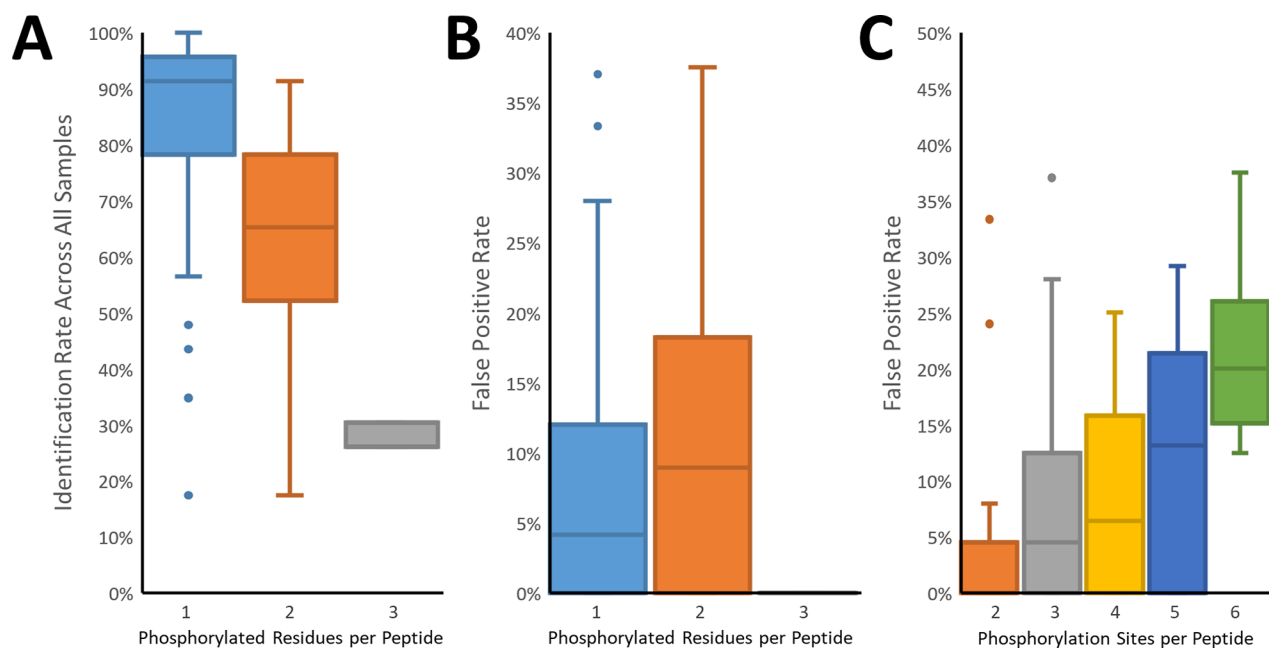 A
Identification Rate Across All Samples
100%
90%
80%
70%
60%
50%
40%
30%
20%
10%
0%
1 2 3
Phosphorylated Residues per Peptide
B
False Positive Rate
40%
35%
30%
25%
20%
15%
10%
5%
0%
1 2 3
Phosphorylated Residues per Peptide
C
False Positive Rate
50%
45%
40%
35%
30%
25%
20%
15%
10%
5%
0%
2 3 4 5 6
Phosphorylation Sites per Peptide